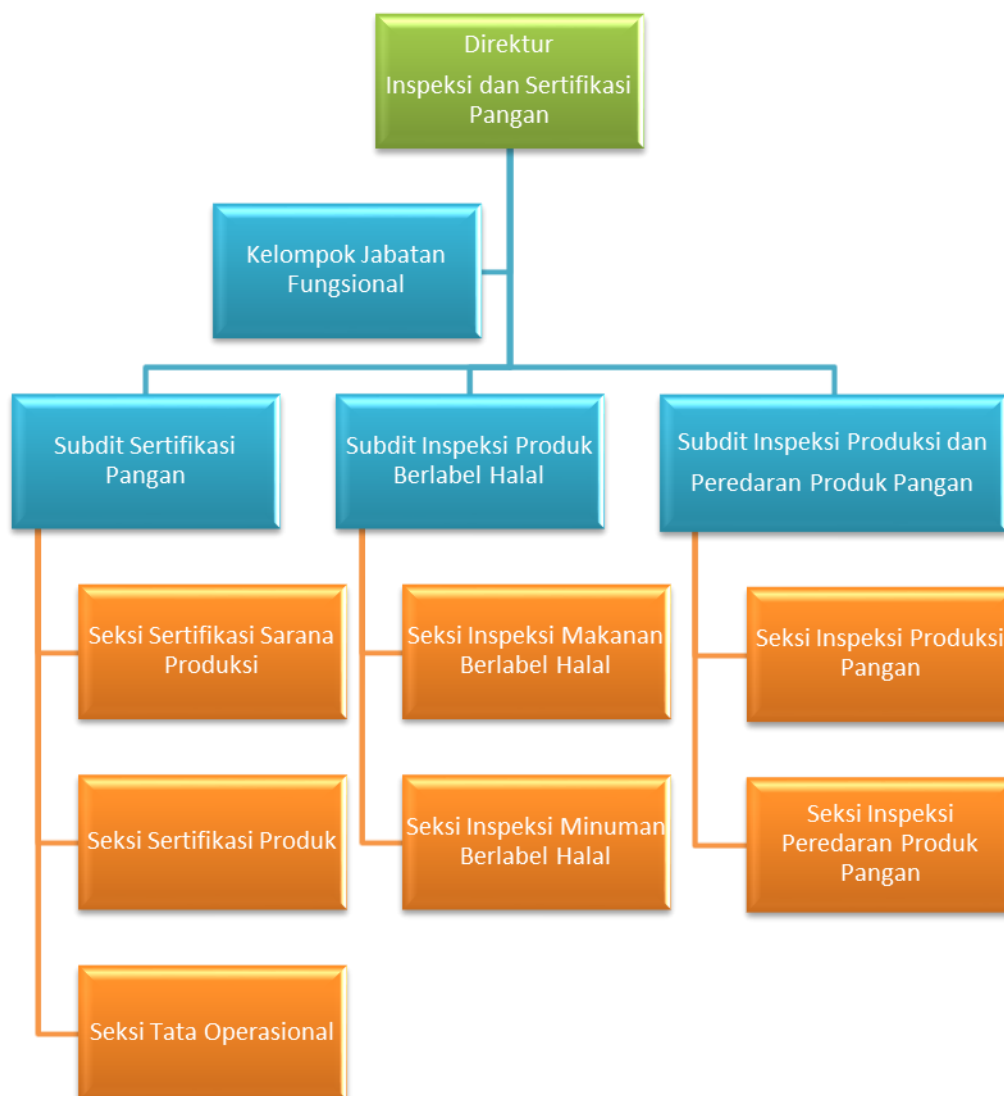 Direktur
Inspeksi dan Sertifikasi
Pangan
Kelompok Jabatan
Fungsional
Subdit Sertifikasi
Pangan
Subdit Inspeksi Produk
Berlabel Halal
Subdit Inspeksi Produksi dan
Peredaran Produk Pangan
Seksi Sertifikasi Sarana
Produksi
Seksi Inspeksi Makanan
Berlabel Halal
Seksi Inspeksi Produksi
Pangan
Seksi Sertifikasi Produk
Seksi Inspeksi Minuman
Berlabel Halal
Seksi Inspeksi
Peredaran Produk
Pangan
Seksi Tata Operasional